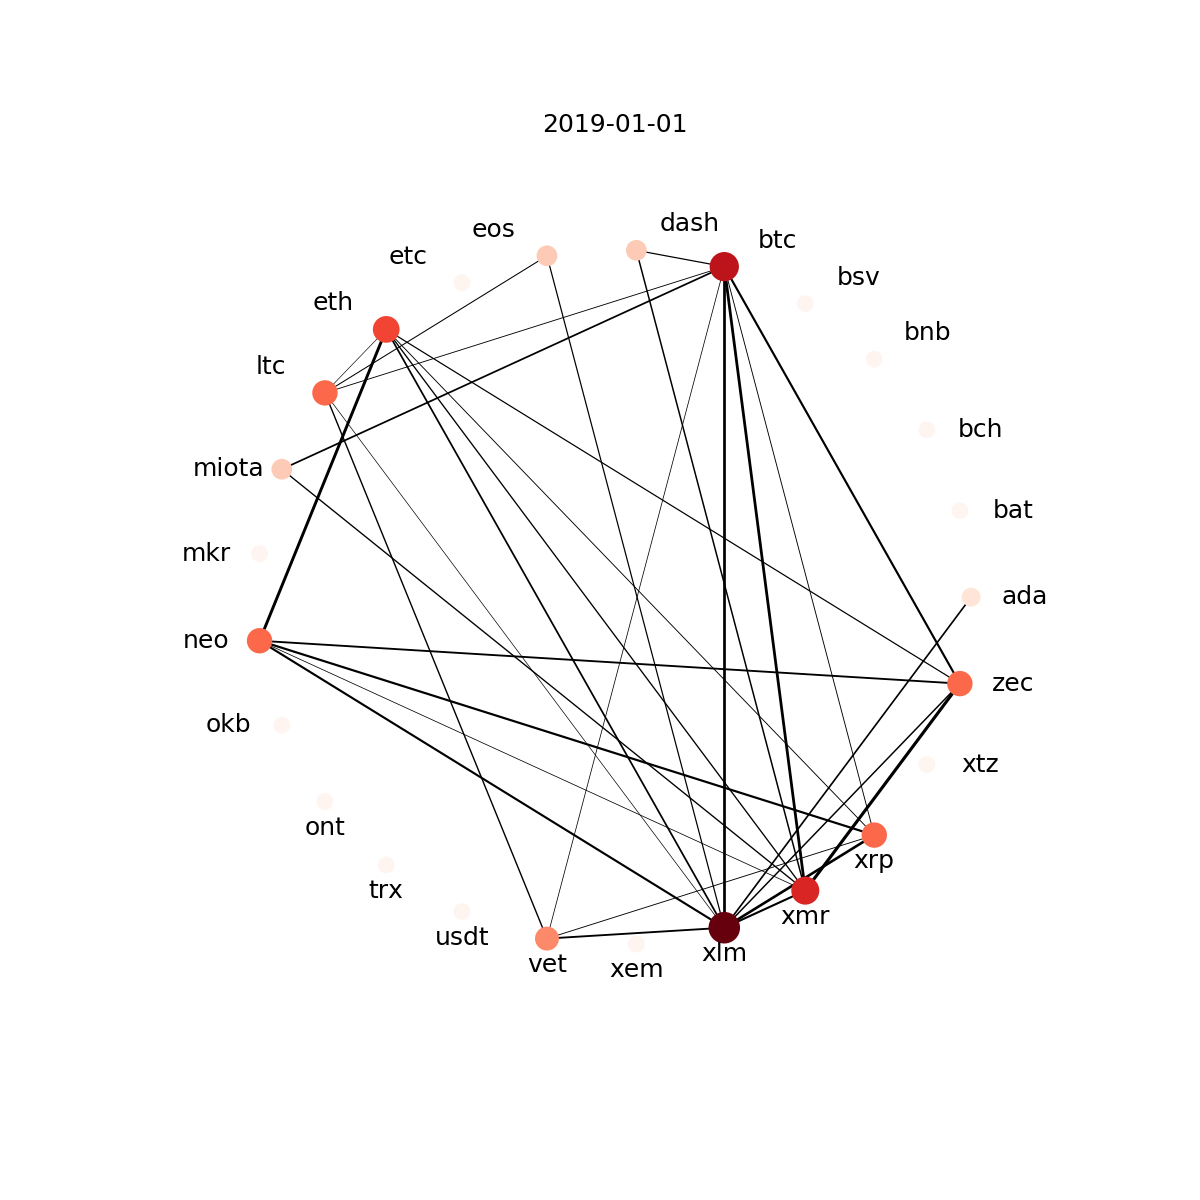 2019-01-01
dash
eos
btc
etc
bsv
eth
bnb
ltc
bch
miota
bat
mkr
ada
neo
zec
okb
xtz
ont
xrp
trx
xmr
usdt
xlm
vet
xem